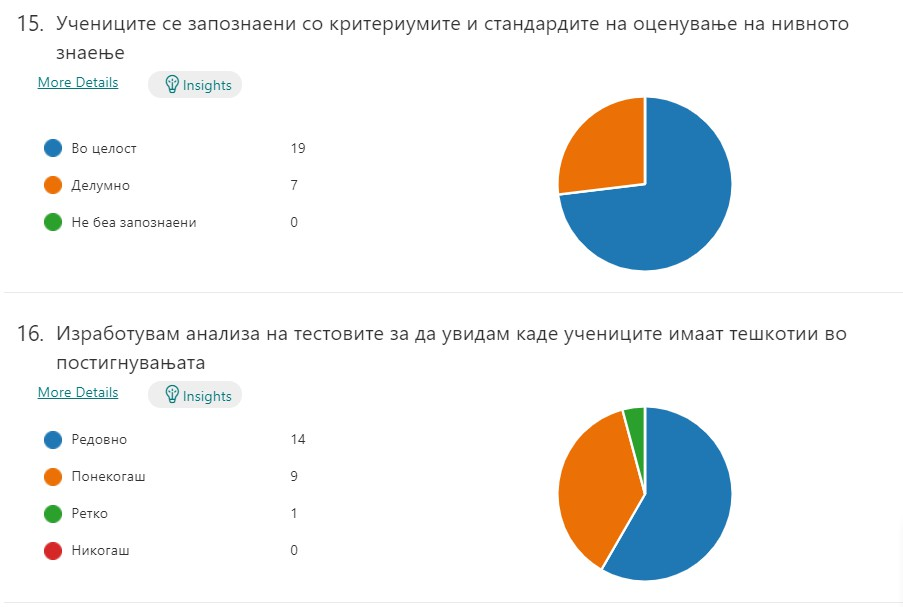 15. Учениците се запознаени со критериумите и стандардите на оценување на нивното
знаење
More Details Insights
Во целост 19
Делумно 7
Не беа запознаени 0
16. Изработувам анализа на тестовите за да увидам каде учениците имаат тешкотии во
постигнувањата
More Details Insights
Редовно 14
Понекогаш 9
Ретко 1
Никогаш 0